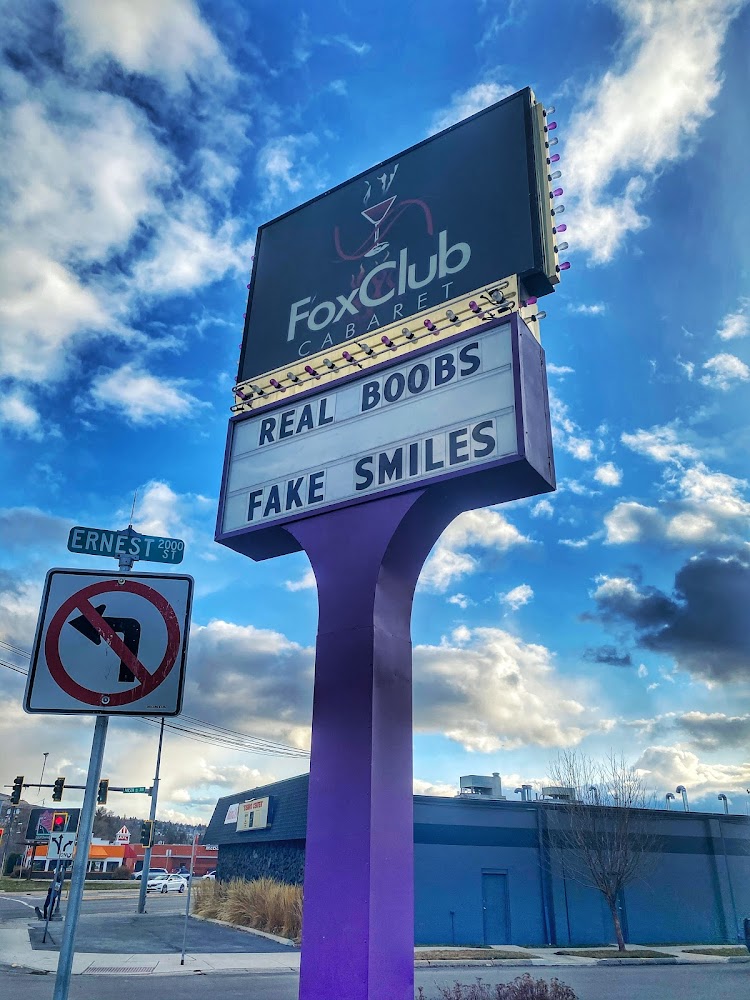 FoxClub
CABARET
REAL BOOBS
FAKE SMILES
ERNEST ST 2000